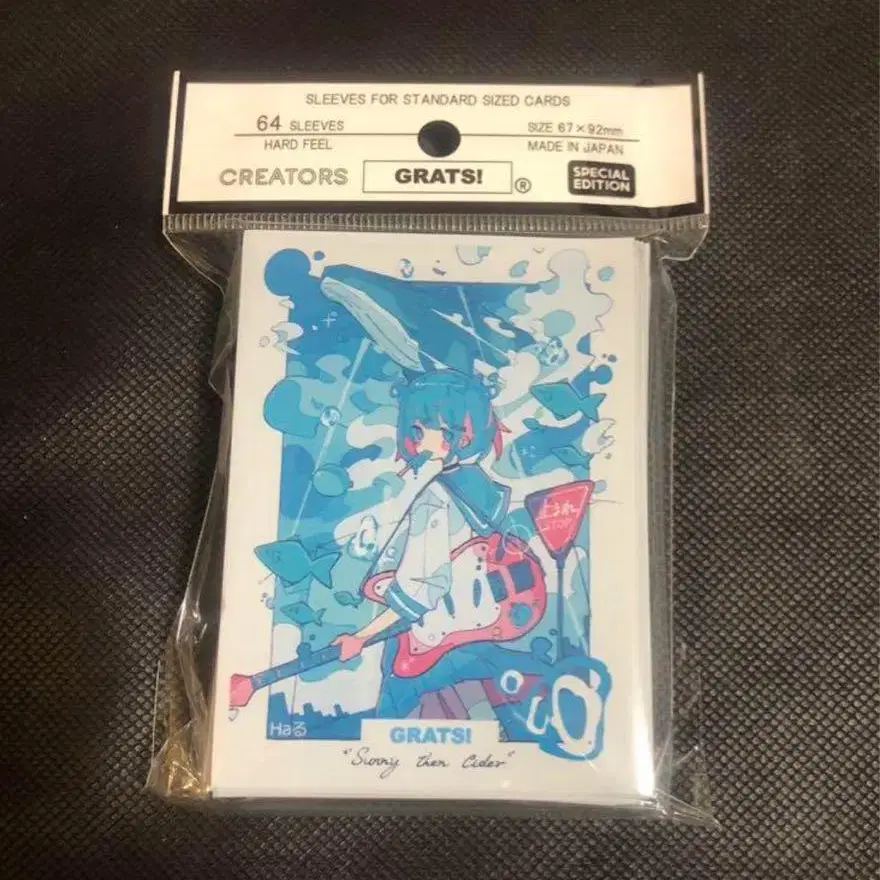 SLEEVES FOR STANDARD SIZED CARDS
64 SLEEVES
SIZE 67×92mm
HARD FEEL
MADE IN JAPAN
CREATORS GRATS! ®
SPECIAL
EDITION
止まれ
STOP
Haる
GRATS!
"Sunny then Cider"